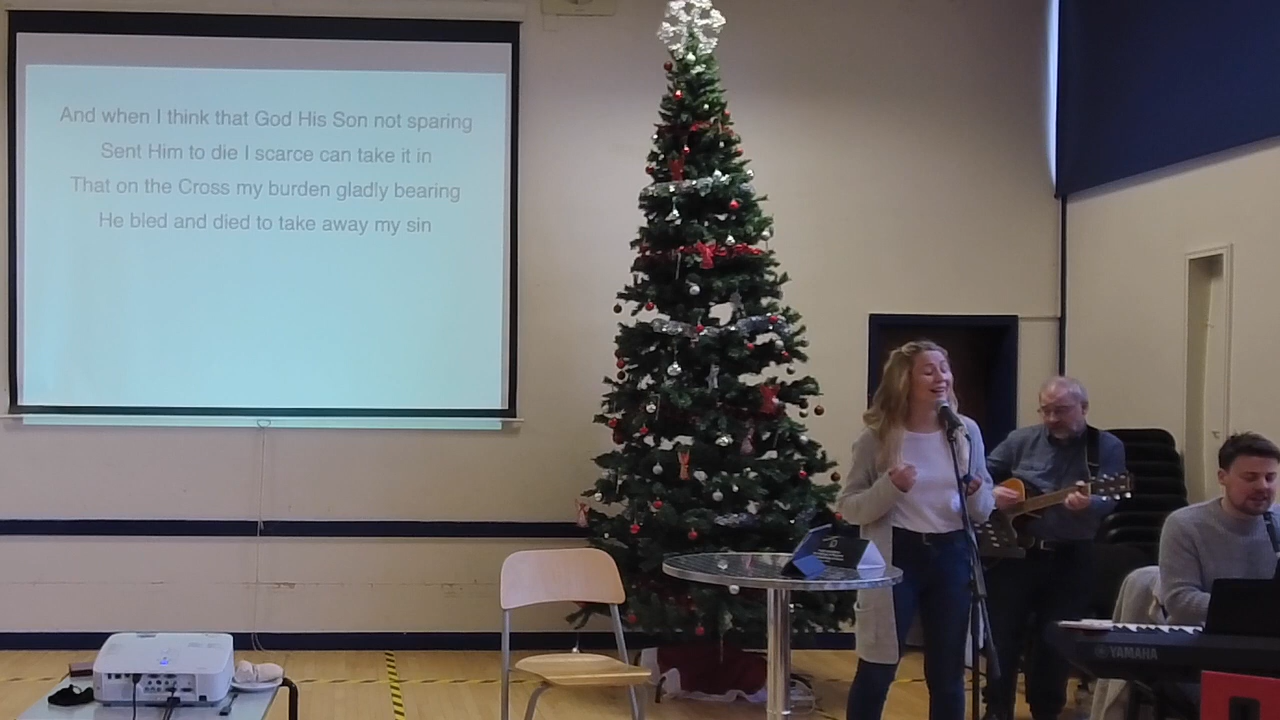 And when I think that God His Son not sparing
Sent Him to die I scarce can take it in
That on the Cross my burden gladly bearing
He bled and died to take away my sin
YAMAHA